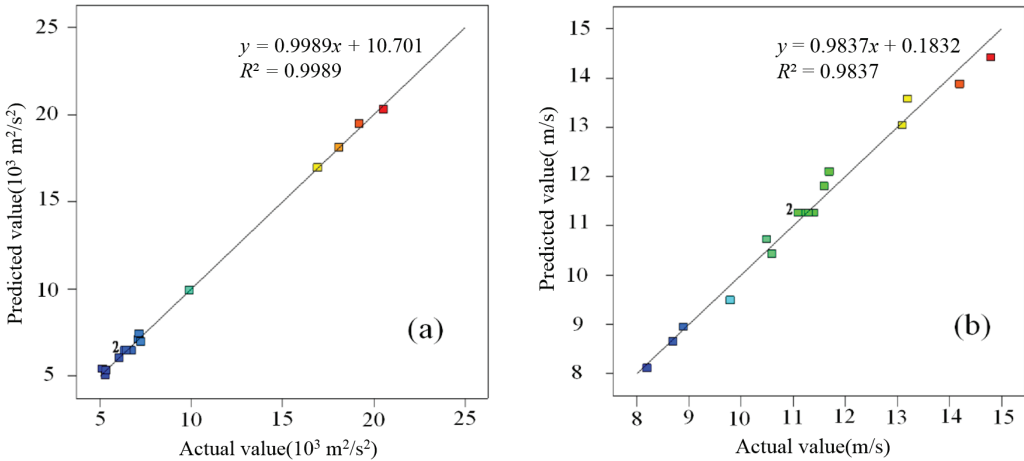 25
20
15
10
5
5
10
15
20
25
Predicted value(10³ m²/s²)
Actual value(10³ m²/s²)
y = 0.9989x + 10.701
R² = 0.9989
2
(a)
15
14
13
12
11
10
9
8
8
9
10
11
12
13
14
15
Predicted value( m/s)
Actual value(m/s)
y = 0.9837x + 0.1832
R² = 0.9837
2
(b)